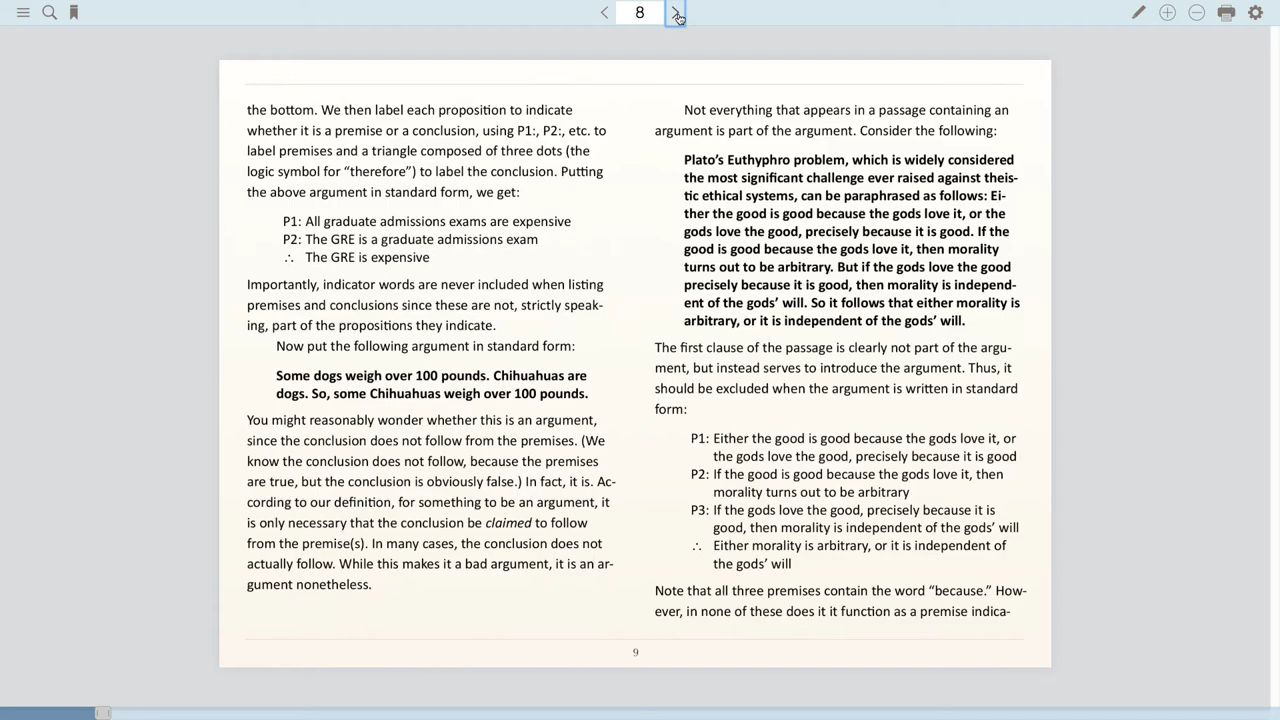 8
the bottom. We then label each proposition to indicate
whether it is a premise or a conclusion, using P1:, P2:, etc. to
label premises and a triangle composed of three dots (the
logic symbol for “therefore”) to label the conclusion. Putting
the above argument in standard form, we get:
P1: All graduate admissions exams are expensive
P2: The GRE is a graduate admissions exam
∴ The GRE is expensive
Importantly, indicator words are never included when listing
premises and conclusions since these are not, strictly speak-
ing, part of the propositions they indicate.
Now put the following argument in standard form:
Some dogs weigh over 100 pounds. Chihuahuas are
dogs. So, some Chihuahuas weigh over 100 pounds.
You might reasonably wonder whether this is an argument,
since the conclusion does not follow from the premises. (We
know the conclusion does not follow, because the premises
are true, but the conclusion is obviously false.) In fact, it is. Ac-
cording to our definition, for something to be an argument, it
is only necessary that the conclusion be claimed to follow
from the premise(s). In many cases, the conclusion does not
actually follow. While this makes it a bad argument, it is an ar-
gument nonetheless.
Not everything that appears in a passage containing an
argument is part of the argument. Consider the following:
Plato’s Euthyphro problem, which is widely considered
the most significant challenge ever raised against theis-
tic ethical systems, can be paraphrased as follows: Ei-
ther the good is good because the gods love it, or the
gods love the good, precisely because it is good. If the
good is good because the gods love it, then morality
turns out to be arbitrary. But if the gods love the good
precisely because it is good, then morality is independ-
ent of the gods’ will. So it follows that either morality is
arbitrary, or it is independent of the gods’ will.
The first clause of the passage is clearly not part of the argu-
ment, but instead serves to introduce the argument. Thus, it
should be excluded when the argument is written in standard
form:
P1: Either the good is good because the gods love it, or
the gods love the good, precisely because it is good
P2: If the good is good because the gods love it, then
morality turns out to be arbitrary
P3: If the gods love the good, precisely because it is
good, then morality is independent of the gods’ will
∴ Either morality is arbitrary, or it is independent of
the gods’ will
Note that all three premises contain the word “because.” How-
ever, in none of these does it it function as a premise indica-
9